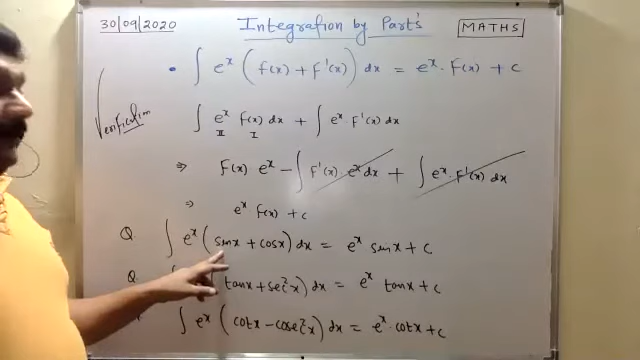 30/09/2020 Integration by Part's MATHS
• ∫ e^x (f(x) + f'(x)) dx = e^x · f(x) + c
Verification
∫ e^x f(x) dx + ∫ e^x · f'(x) dx
II I
⇒ f(x) e^x - ∫ f'(x) e^x dx + ∫ e^x · f'(x) dx
⇒ e^x f(x) + c
Q. ∫ e^x (sinx + cosx) dx = e^x sinx + c
Q. tanx + sec²x) dx = e^x tanx + c
∫ e^x (cotx - cosec²x) dx = e^x · cotx + c